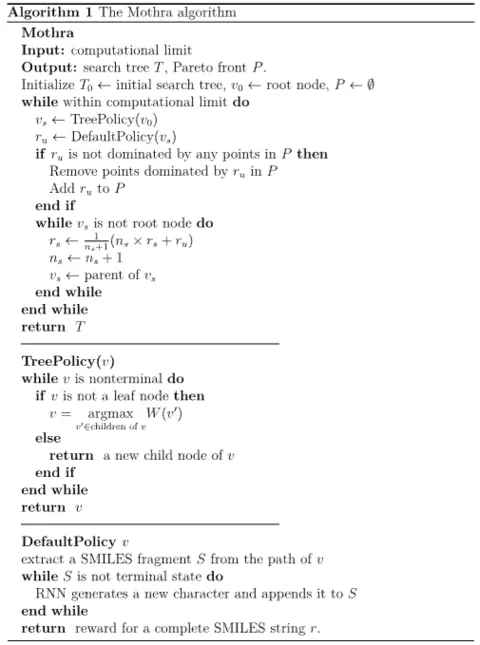 Algorithm 1 The Mothra algorithm
Mothra
Input: computational limit
Output: search tree T, Pareto front P.
Initialize T₀ ← initial search tree, v₀ ← root node, P ← ∅
while within computational limit do
vₛ ← TreePolicy(v₀)
rᵤ ← DefaultPolicy(vₛ)
if rᵤ is not dominated by any points in P then
Remove points dominated by rᵤ in P
Add rᵤ to P
end if
while vₛ is not root node do
rₛ ← 1/(nₛ+1) (nₛ × rₛ + rᵤ)
nₛ ← nₛ + 1
vₛ ← parent of vₛ
end while
end while
return T
TreePolicy(v)
while v is nonterminal do
if v is not a leaf node then
v = argmax W(v′)
v′∈children of v
else
return a new child node of v
end if
end while
return v
DefaultPolicy v
extract a SMILES fragment S from the path of v
while S is not terminal state do
RNN generates a new character and appends it to S
end while
return reward for a complete SMILES string r.